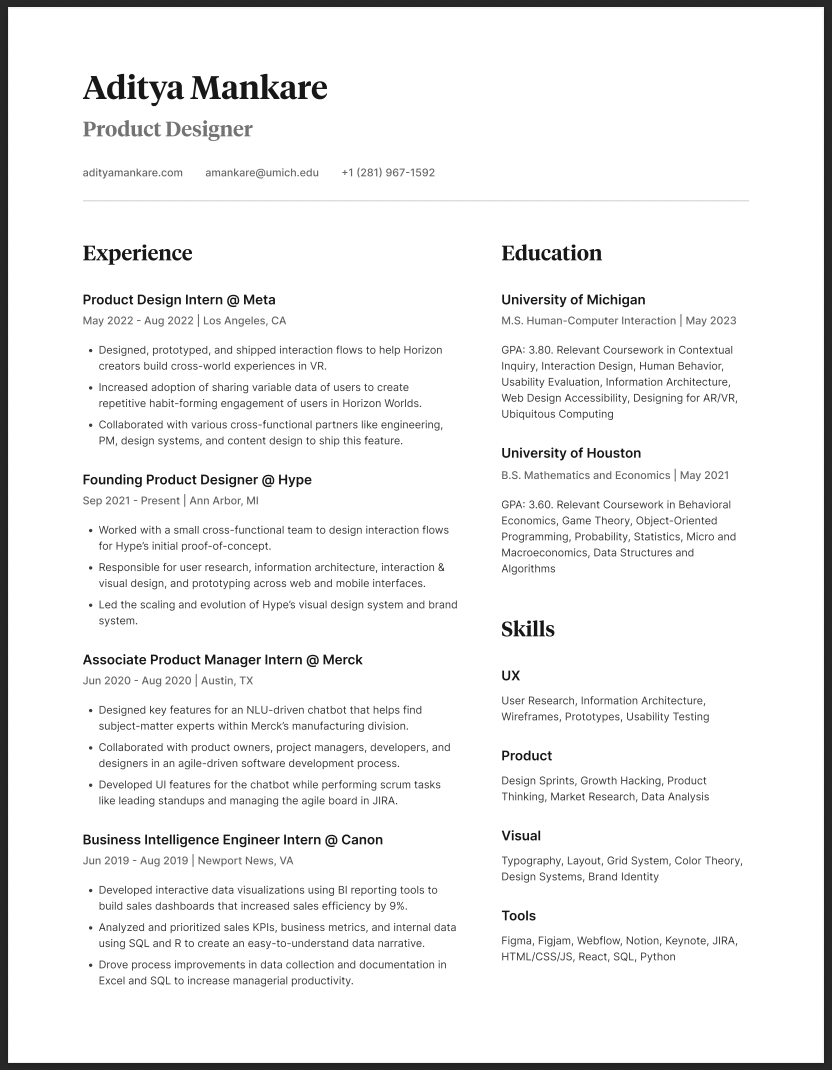 Aditya Mankare
Product Designer
adityamankare.com amankare@umich.edu +1 (281) 967-1592
Experience
Product Design Intern @ Meta
May 2022 - Aug 2022 | Los Angeles, CA
• Designed, prototyped, and shipped interaction flows to help Horizon
creators build cross-world experiences in VR.
• Increased adoption of sharing variable data of users to create
repetitive habit-forming engagement of users in Horizon Worlds.
• Collaborated with various cross-functional partners like engineering,
PM, design systems, and content design to ship this feature.
Founding Product Designer @ Hype
Sep 2021 - Present | Ann Arbor, MI
• Worked with a small cross-functional team to design interaction flows
for Hype’s initial proof-of-concept.
• Responsible for user research, information architecture, interaction &
visual design, and prototyping across web and mobile interfaces.
• Led the scaling and evolution of Hype’s visual design system and brand
system.
Associate Product Manager Intern @ Merck
Jun 2020 - Aug 2020 | Austin, TX
• Designed key features for an NLU-driven chatbot that helps find
subject-matter experts within Merck’s manufacturing division.
• Collaborated with product owners, project managers, developers, and
designers in an agile-driven software development process.
• Developed UI features for the chatbot while performing scrum tasks
like leading standups and managing the agile board in JIRA.
Business Intelligence Engineer Intern @ Canon
Jun 2019 - Aug 2019 | Newport News, VA
• Developed interactive data visualizations using BI reporting tools to
build sales dashboards that increased sales efficiency by 9%.
• Analyzed and prioritized sales KPIs, business metrics, and internal data
using SQL and R to create an easy-to-understand data narrative.
• Drove process improvements in data collection and documentation in
Excel and SQL to increase managerial productivity.
Education
University of Michigan
M.S. Human-Computer Interaction | May 2023
GPA: 3.80. Relevant Coursework in Contextual
Inquiry, Interaction Design, Human Behavior,
Usability Evaluation, Information Architecture,
Web Design Accessibility, Designing for AR/VR,
Ubiquitous Computing
University of Houston
B.S. Mathematics and Economics | May 2021
GPA: 3.60. Relevant Coursework in Behavioral
Economics, Game Theory, Object-Oriented
Programming, Probability, Statistics, Micro and
Macroeconomics, Data Structures and
Algorithms
Skills
UX
User Research, Information Architecture,
Wireframes, Prototypes, Usability Testing
Product
Design Sprints, Growth Hacking, Product
Thinking, Market Research, Data Analysis
Visual
Typography, Layout, Grid System, Color Theory,
Design Systems, Brand Identity
Tools
Figma, Figjam, Webflow, Notion, Keynote, JIRA,
HTML/CSS/JS, React, SQL, Python